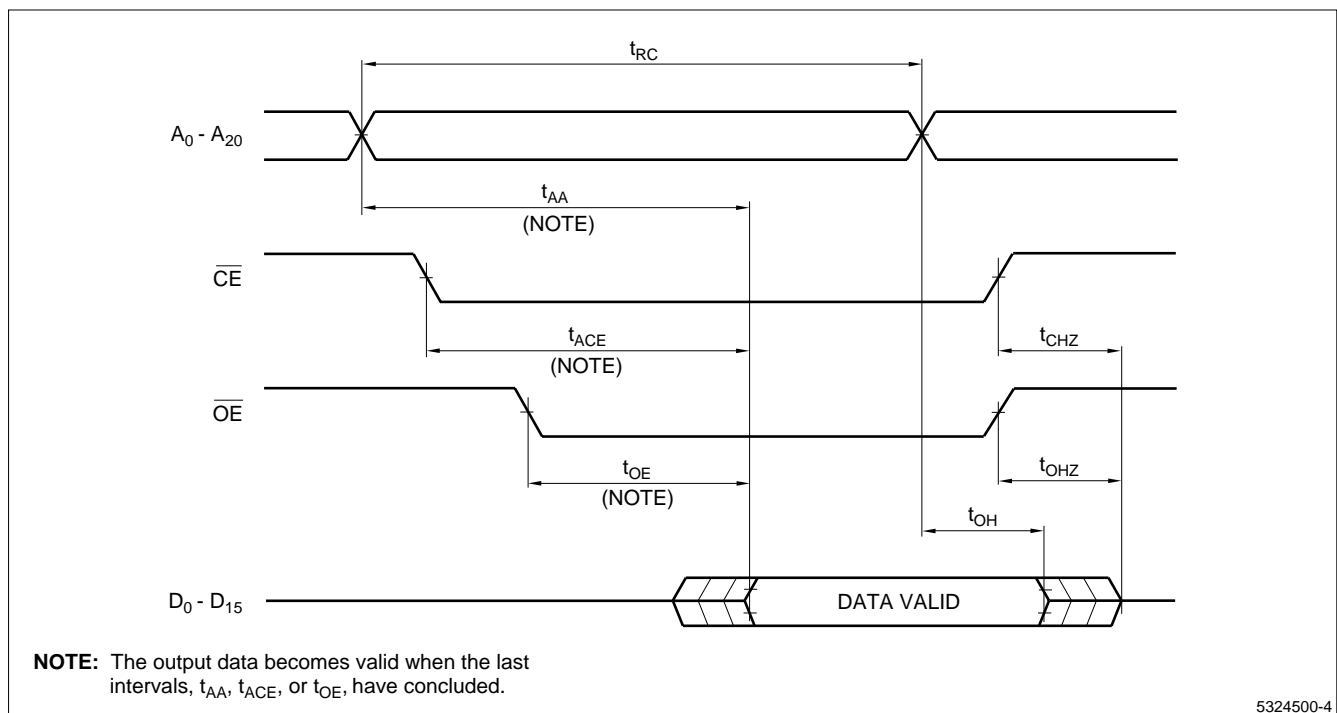 tRC
A0 - A20
tAA
(NOTE)
CE
tACE
(NOTE)
tCHZ
OE
tOE
(NOTE)
tOHZ
tOH
D0 - D15
DATA VALID
NOTE: The output data becomes valid when the last
intervals, tAA, tACE, or tOE, have concluded.
5324500-4